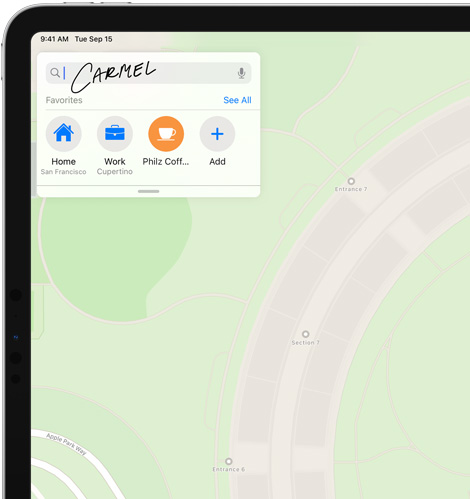 9:41 AM Tue Sep 15
CARMEL
Favorites See All
Home Work Philz Coff... Add
San Francisco Cupertino
Entrance 7
Section 7
Apple Park Way
Entrance 6